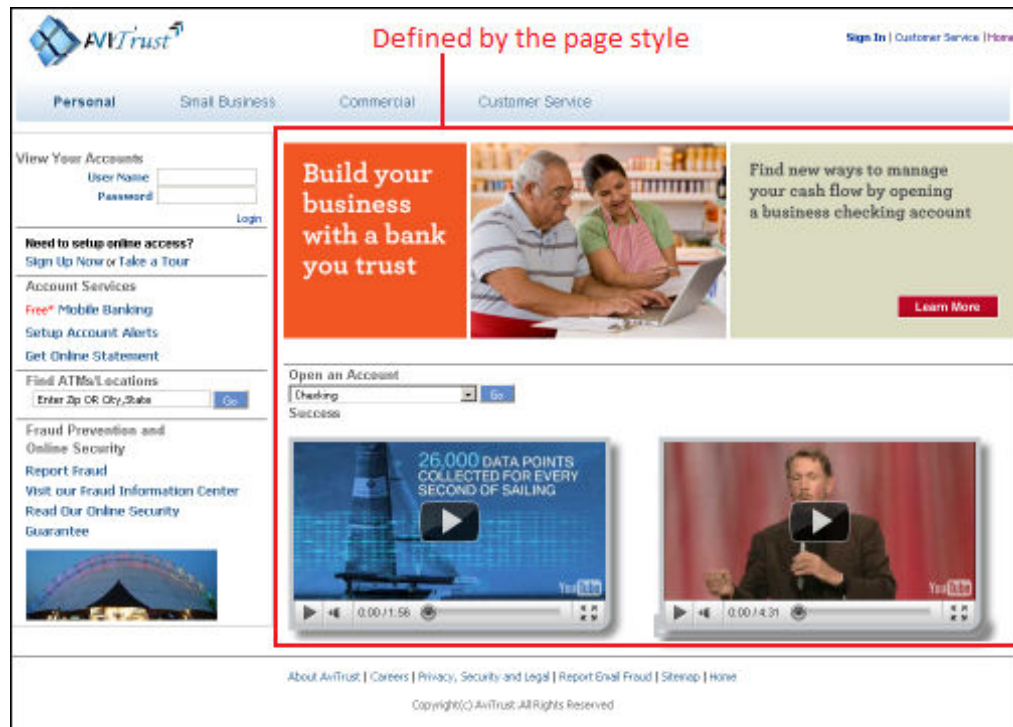 AVITrust
Defined by the page style
Sign In | Customer Service | Home
Personal Small Business Commercial Customer Service
View Your Accounts
User Name
Password
Login
Need to setup online access?
Sign Up Now or Take a Tour
Account Services
Free* Mobile Banking
Setup Account Alerts
Get Online Statement
Find ATMs/Locations
Enter Zip OR City,State Go
Fraud Prevention and
Online Security
Report Fraud
Visit our Fraud Information Center
Read Our Online Security
Guarantee
Build your
business
with a bank
you trust
Find new ways to manage
your cash flow by opening
a business checking account
Learn More
Open an Account
Checking Go
Success
26,000 DATA POINTS
COLLECTED FOR EVERY
SECOND OF SAILING
YouTube
0:00 / 1:56
YouTube
0:00 / 4:31
About AviTrust | Careers | Privacy, Security and Legal | Report Email Fraud | Sitemap | Home
Copyright(c) AviTrust .All Rights Reserved